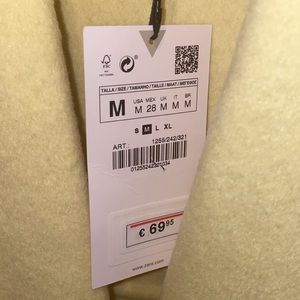 FSC
TALLA / SIZE / TAMANHO / TAILLE / MAAT / ΜΕΓΕΘΟΣ
M
USA MEX UK IT BR
M 28 M M M
S M L XL
ART.: 1255/242/321
€ 69 95
www.zara.com